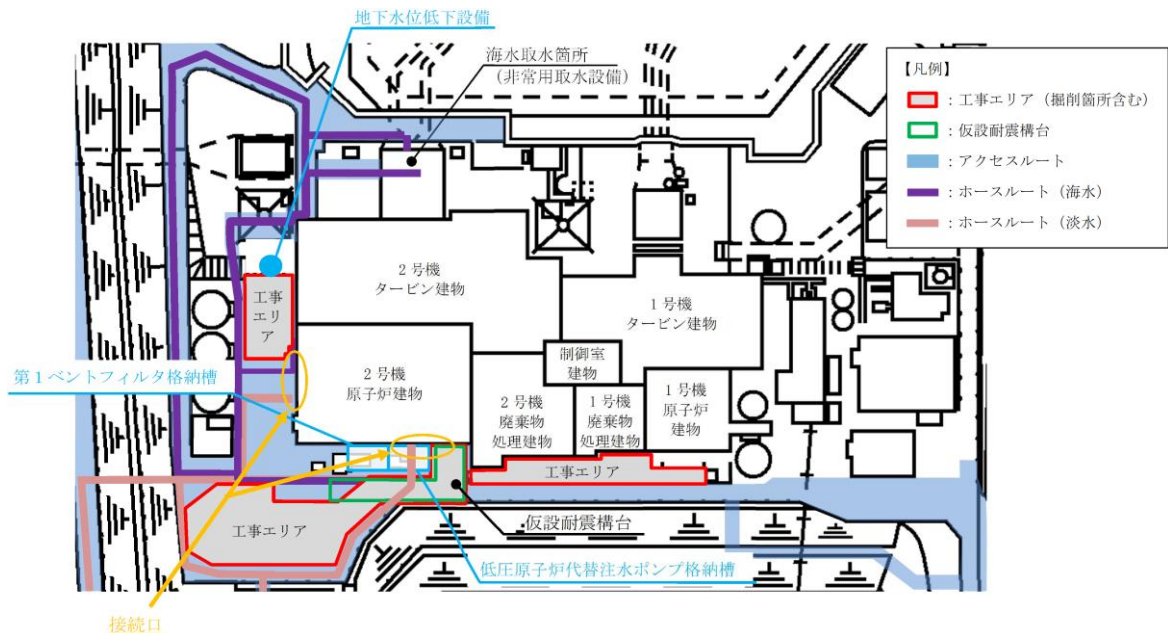 地下水位低下設備
海水取水箇所
（非常用取水設備）
【凡例】
：工事エリア（掘削箇所含む）
：仮設耐震構台
：アクセスルート
：ホースルート（海水）
：ホースルート（淡水）
2号機
タービン建物
1号機
タービン建物
工事
エリ
ア
制御室
建物
第1ベントフィルタ格納槽
2号機
原子炉建物
2号機
廃棄物
処理建物
1号機
廃棄物
処理建物
1号機
原子炉
建物
工事エリア
工事エリア
仮設耐震構台
低圧原子炉代替注水ポンプ格納槽
接続口